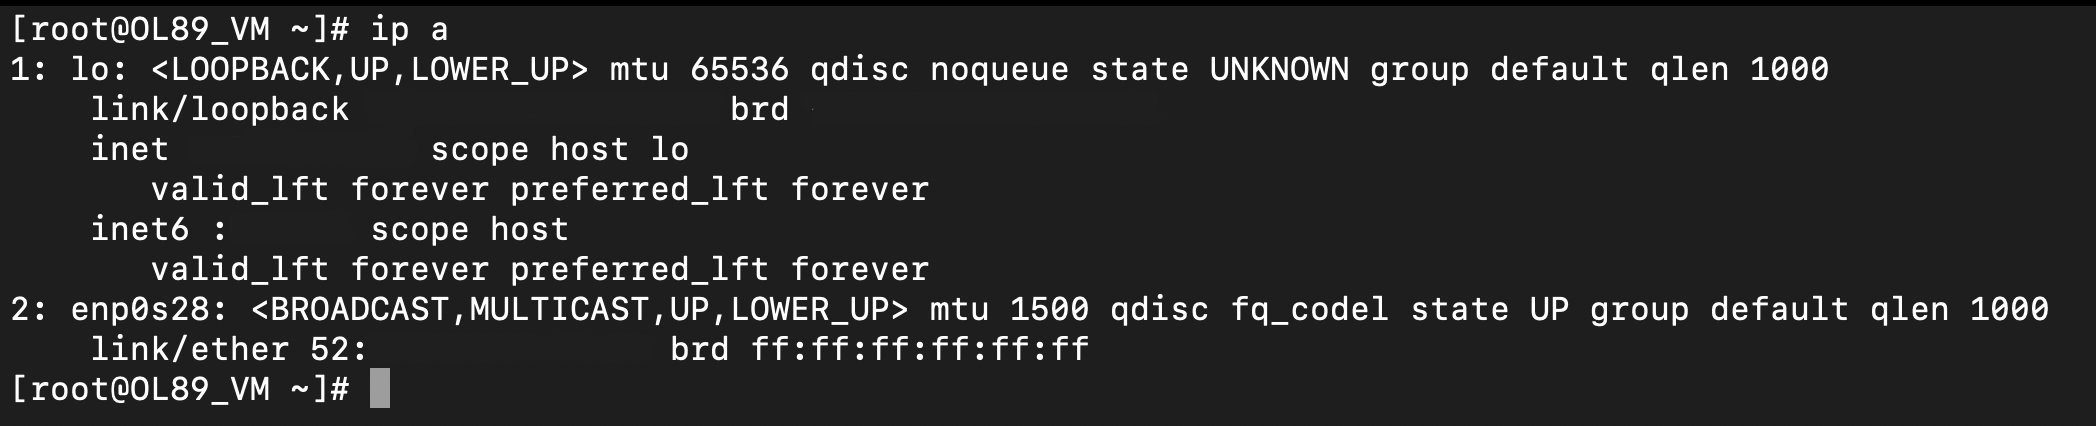 [root@OL89_VM ~]# ip a
1: lo: <LOOPBACK,UP,LOWER_UP> mtu 65536 qdisc noqueue state UNKNOWN group default qlen 1000
link/loopback brd
inet scope host lo
valid_lft forever preferred_lft forever
inet6 : scope host
valid_lft forever preferred_lft forever
2: enp0s28: <BROADCAST,MULTICAST,UP,LOWER_UP> mtu 1500 qdisc fq_codel state UP group default qlen 1000
link/ether 52: brd ff:ff:ff:ff:ff:ff
[root@OL89_VM ~]#